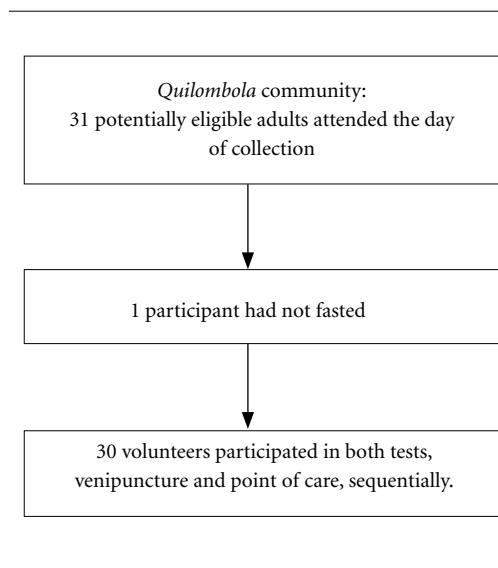 Quilombola community:
31 potentially eligible adults attended the day
of collection
1 participant had not fasted
30 volunteers participated in both tests,
venipuncture and point of care, sequentially.